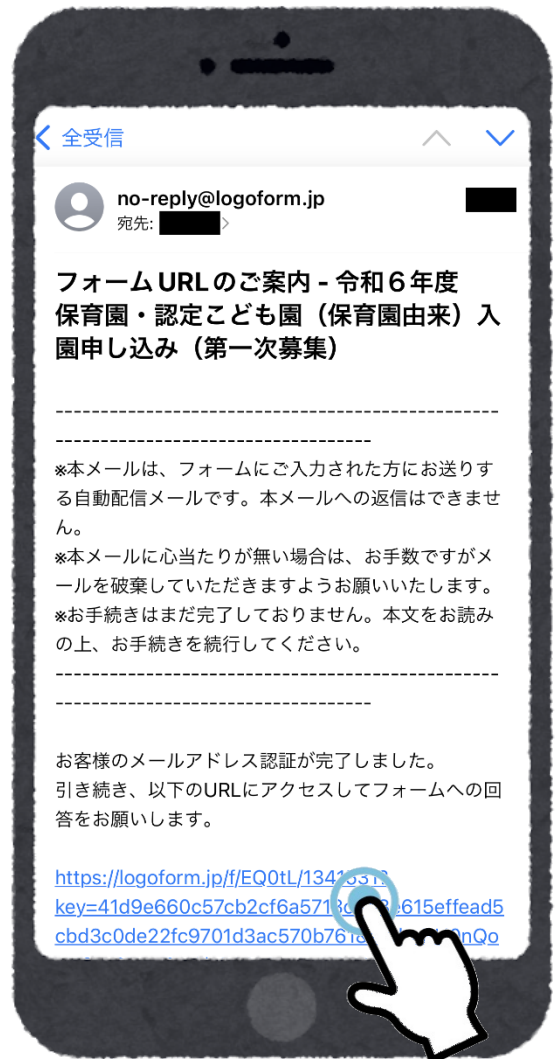 全受信
no-reply@logoform.jp
宛先:
フォームURLのご案内 - 令和６年度
保育園・認定こども園（保育園由来）入
園申し込み（第一次募集）
-------------------------------------------------
-----------------------------------
※本メールは、フォームにご入力された方にお送りす
る自動配信メールです。本メールへの返信はできませ
ん。
※本メールに心当たりが無い場合は、お手数ですがメ
ールを破棄していただきますようお願いいたします。
※お手続きはまだ完了しておりません。本文をお読み
の上、お手続きを続行してください。
-------------------------------------------------
-----------------------------------
お客様のメールアドレス認証が完了しました。
引き続き、以下のURLにアクセスしてフォームへの回
答をお願いします。
https://logoform.jp/f/EQ0tL/134
key=41d9e660c57cb2cf6a571 e615effead5
cbd3c0de22fc9701d3ac570b761 nQo